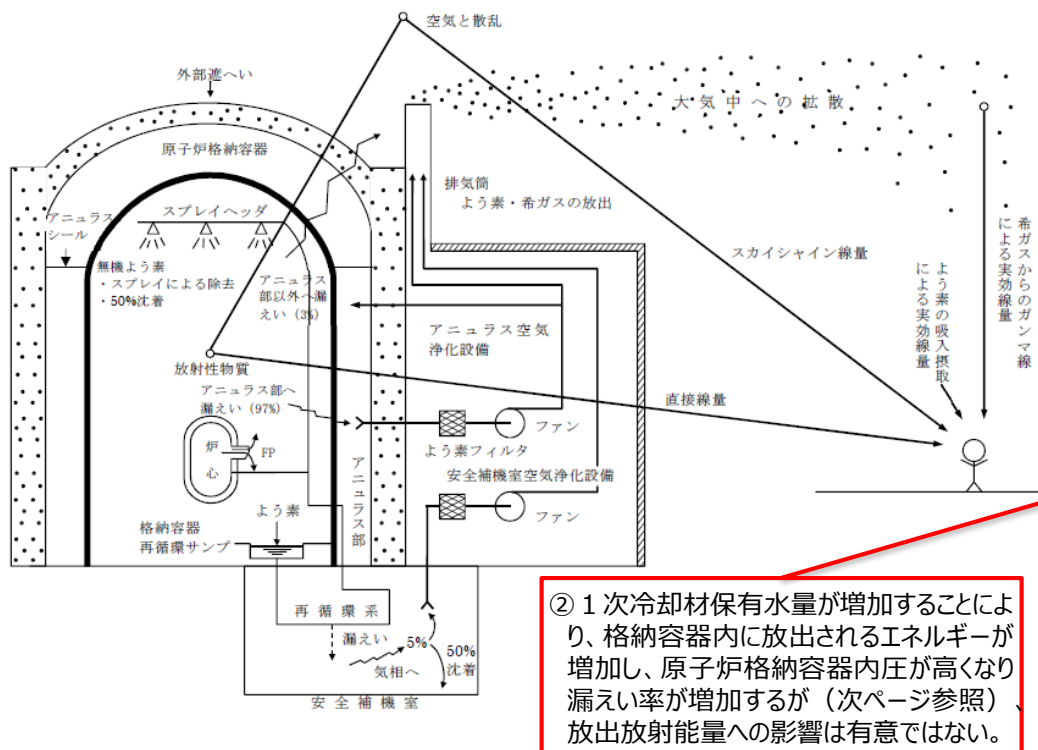 空気と散乱
外部遮へい
大気中への拡散
原子炉格納容器
排気筒
よう素・希ガスの放出
アニュラス
シール
スプレイヘッダ
無機よう素
・スプレイによる除去
・50%沈着
アニュラス
部以外へ漏
えい (3%)
スカイシャイン線量
希ガスからのガンマ線
による実効線量
よう素の吸入摂取
による実効線量
アニュラス空気
浄化設備
放射性物質
アニュラス部へ
漏えい (97%)
直接線量
ファン
よう素フィルタ
炉
心
FP
アニュラス部
安全補機室空気浄化設備
ファン
よう素
格納容器
再循環サンプ
再循環系
漏えい
5%
50%
沈着
気相へ
安全補機室
② 1次冷却材保有水量が増加することによ
り、格納容器内に放出されるエネルギーが
増加し、原子炉格納容器内圧が高くなり
漏えい率が増加するが（次ページ参照）、
放出放射能量への影響は有意ではない。